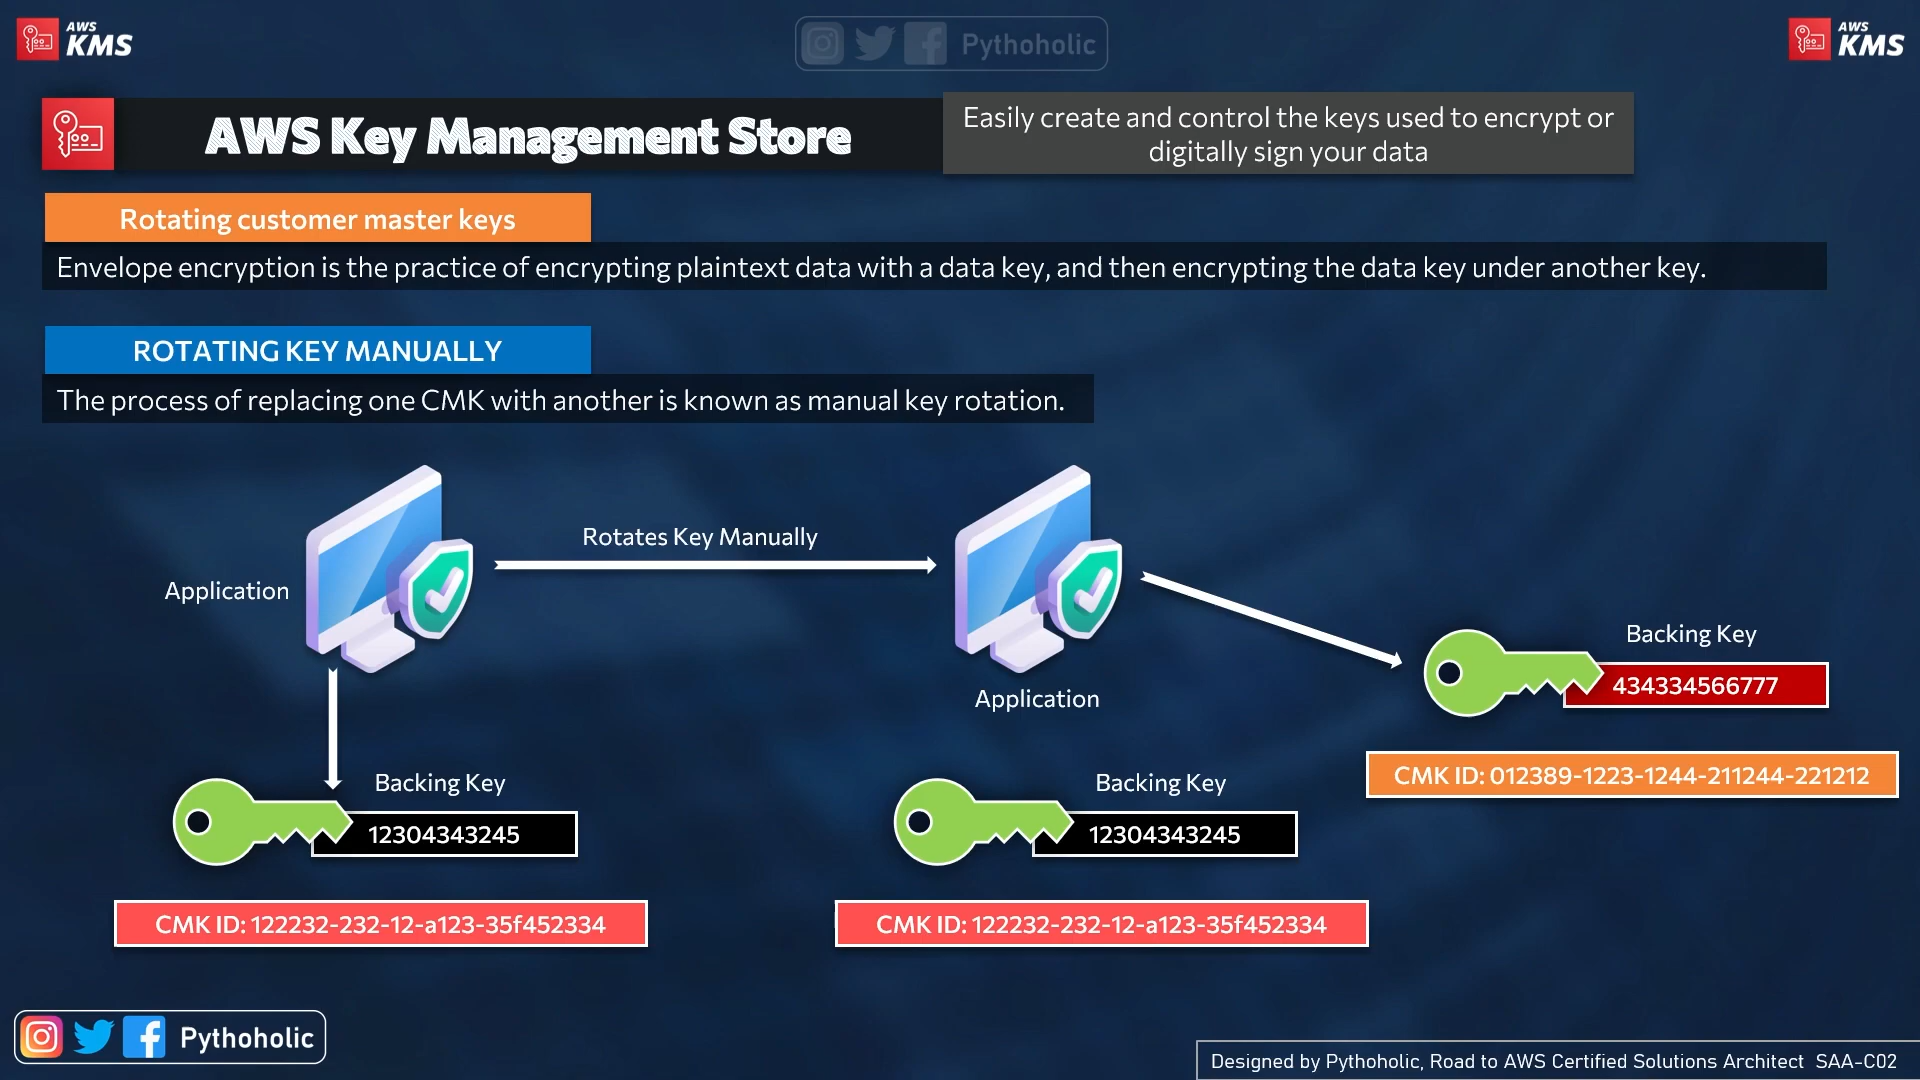 AWS
KMS
Pythoholic
AWS
KMS
AWS Key Management Store
Easily create and control the keys used to encrypt or
digitally sign your data
Rotating customer master keys
Envelope encryption is the practice of encrypting plaintext data with a data key, and then encrypting the data key under another key.
ROTATING KEY MANUALLY
The process of replacing one CMK with another is known as manual key rotation.
Rotates Key Manually
Application
Application
Backing Key
434334566777
CMK ID: 012389-1223-1244-211244-221212
Backing Key
12304343245
CMK ID: 122232-232-12-a123-35f452334
Backing Key
12304343245
CMK ID: 122232-232-12-a123-35f452334
Pythoholic
Designed by Pythoholic, Road to AWS Certified Solutions Architect SAA-C02